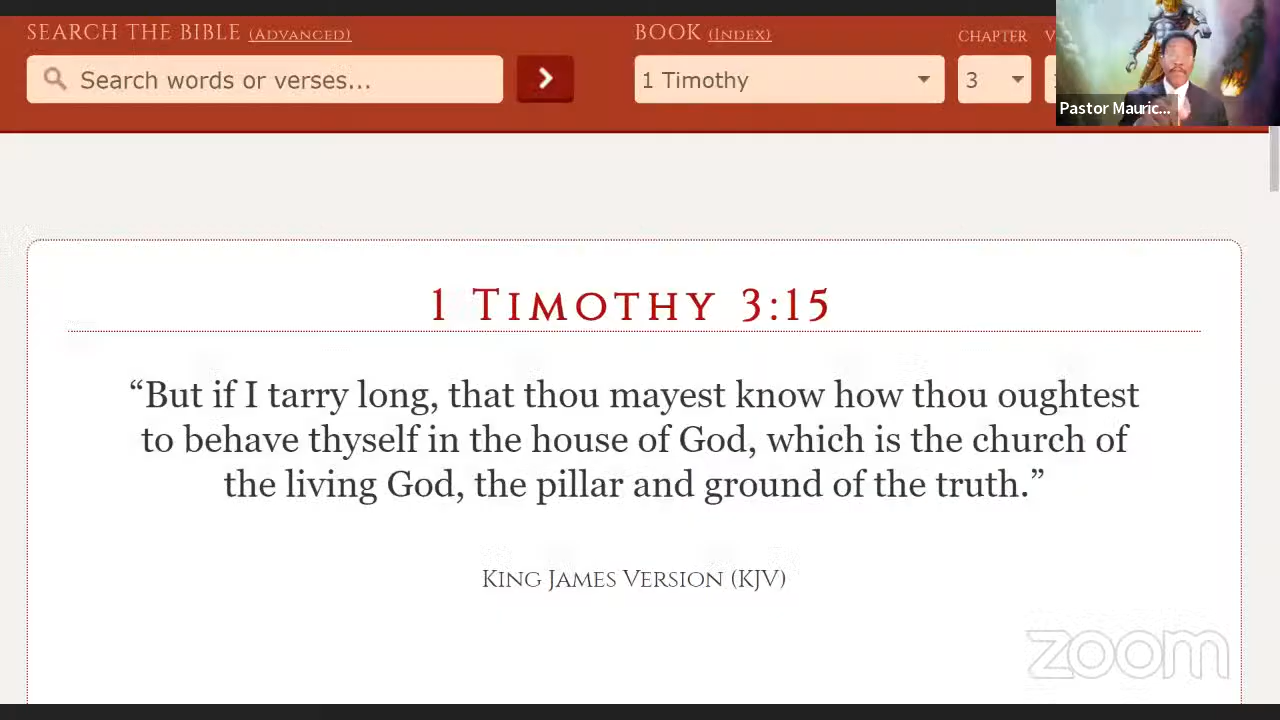 SEARCH THE BIBLE (ADVANCED)
BOOK (INDEX)
CHAPTER V
Search words or verses...
1 Timothy
3
Pastor Mauric...
1 TIMOTHY 3:15
“But if I tarry long, that thou mayest know how thou oughtest
to behave thyself in the house of God, which is the church of
the living God, the pillar and ground of the truth.”
KING JAMES VERSION (KJV)
zoom